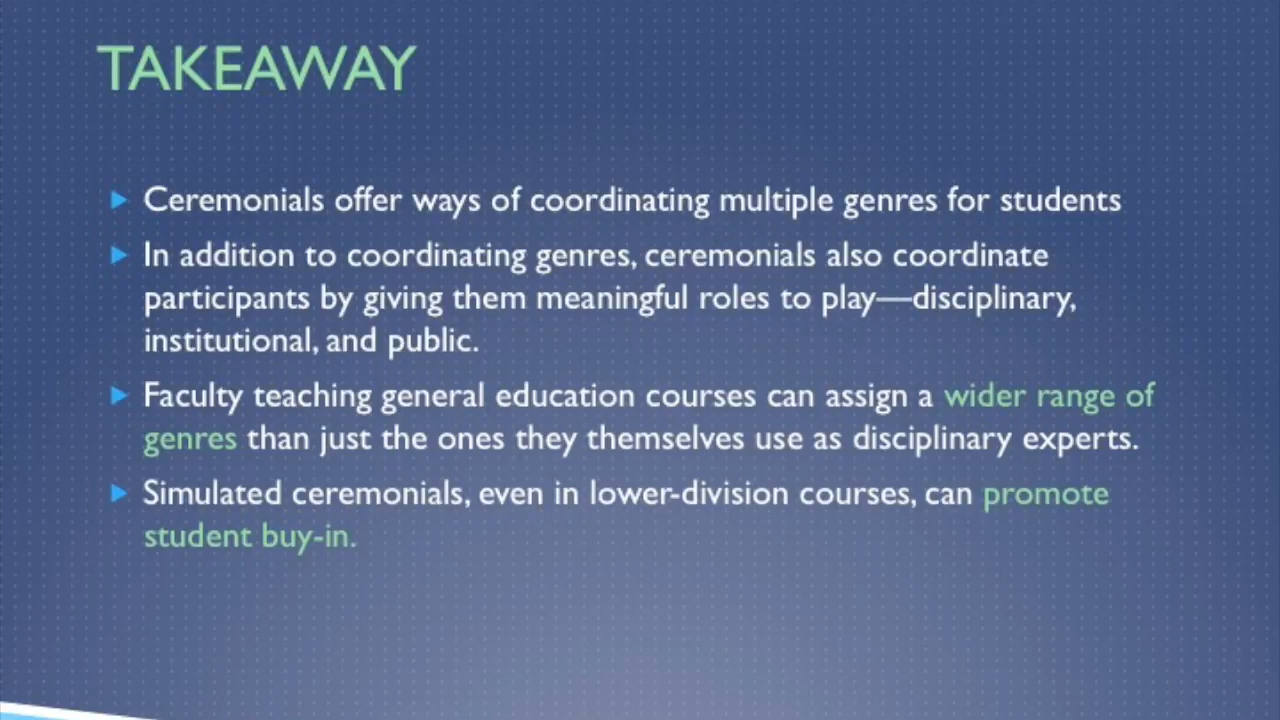 TAKEAWAY
Ceremonials offer ways of coordinating multiple genres for students
In addition to coordinating genres, ceremonials also coordinate
participants by giving them meaningful roles to play—disciplinary,
institutional, and public.
Faculty teaching general education courses can assign a wider range of
genres than just the ones they themselves use as disciplinary experts.
Simulated ceremonials, even in lower-division courses, can promote
student buy-in.